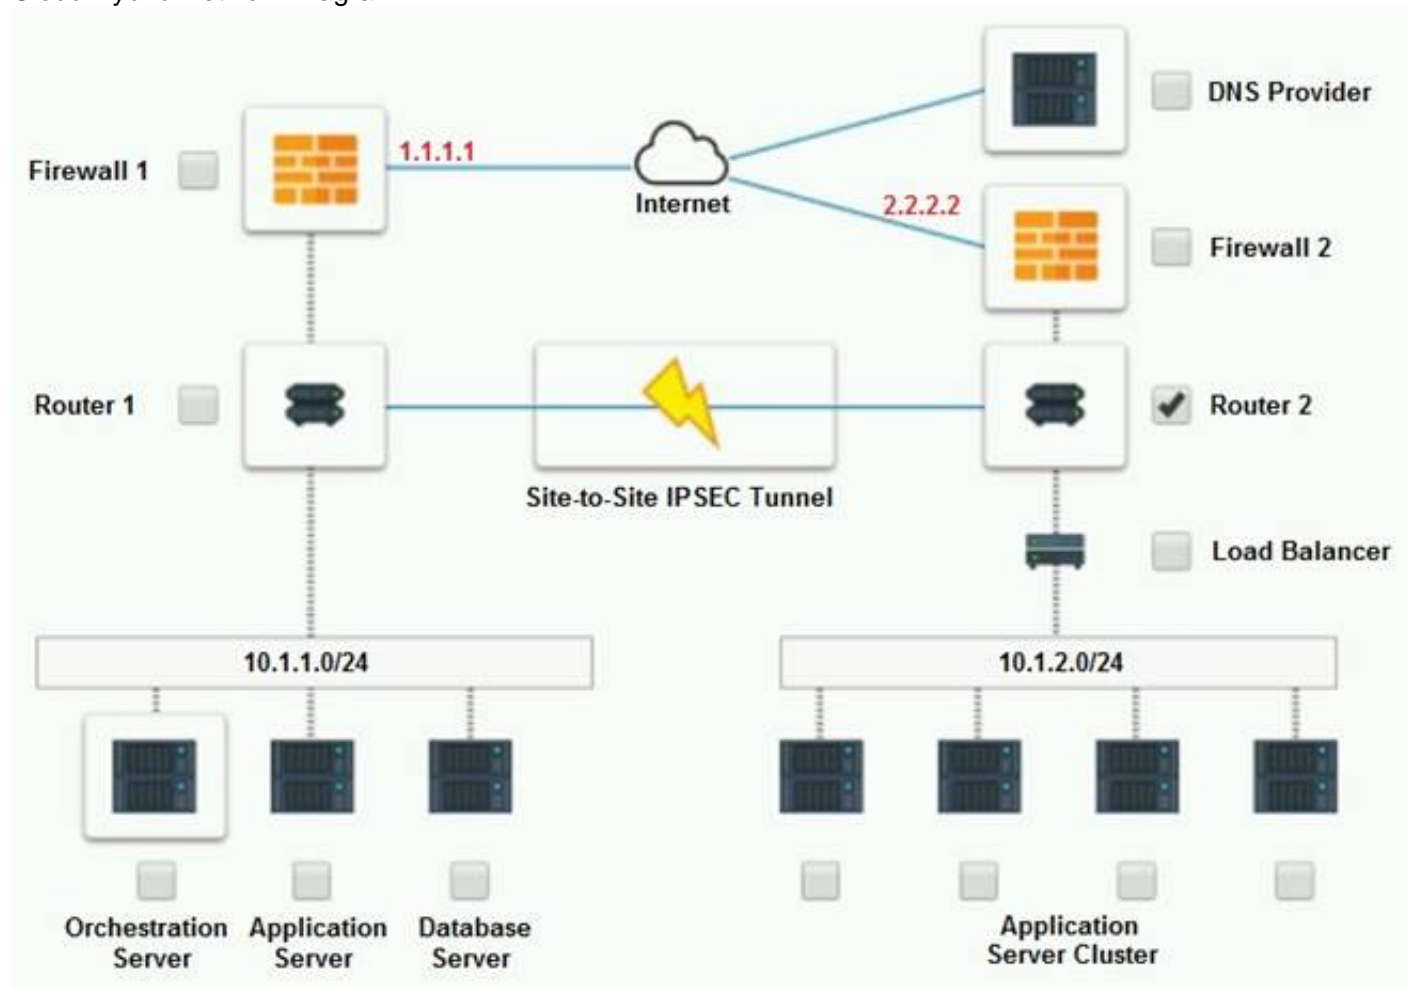 DNS Provider
Firewall 1
1.1.1.1
Internet
2.2.2.2
Firewall 2
Router 1
Router 2
Site-to-Site IPSEC Tunnel
Load Balancer
10.1.1.0/24
10.1.2.0/24
Orchestration
Server
Application
Server
Database
Server
Application
Server Cluster